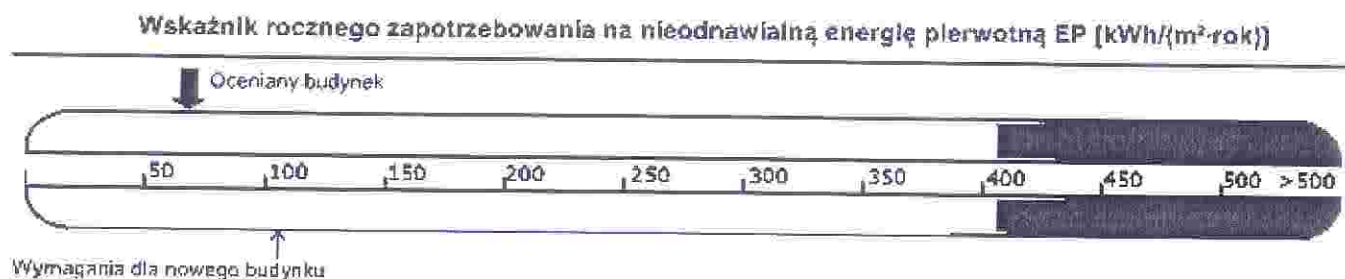 Wskaźnik rocznego zapotrzebowania na nieodnawialną energię pierwotną EP [kWh/(m²·rok)]
Oceniany budynek
50 100 150 200 250 300 350 400 450 500 >500
Wymagania dla nowego budynku